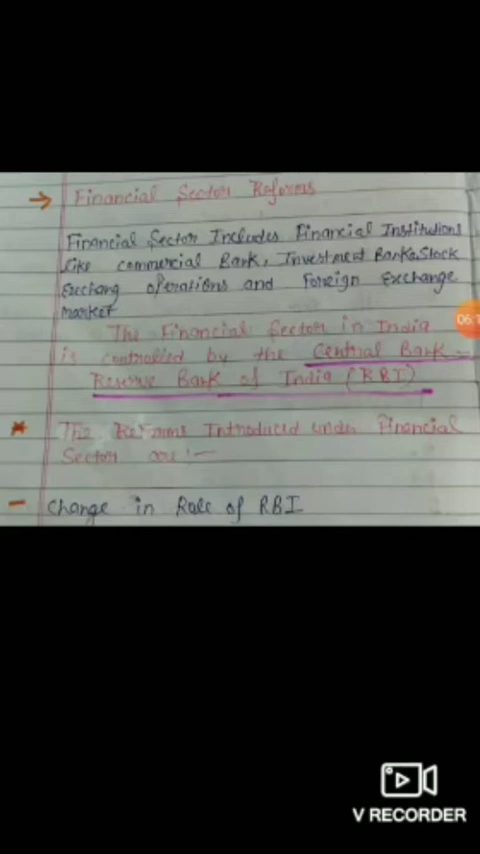 → Financial Sector Reforms
Financial Sector Includes Financial Institutions
like commercial Bank, Investment Banks, Stock
Exchang operations and Foreign Exchange
market
The Financial Sector in India
is controlled by the Central Bank -
Reserve Bank of India (RBI)
* The Reforms Introduced under Financial
Sector are :-
- Change in Role of RBI
V RECORDER